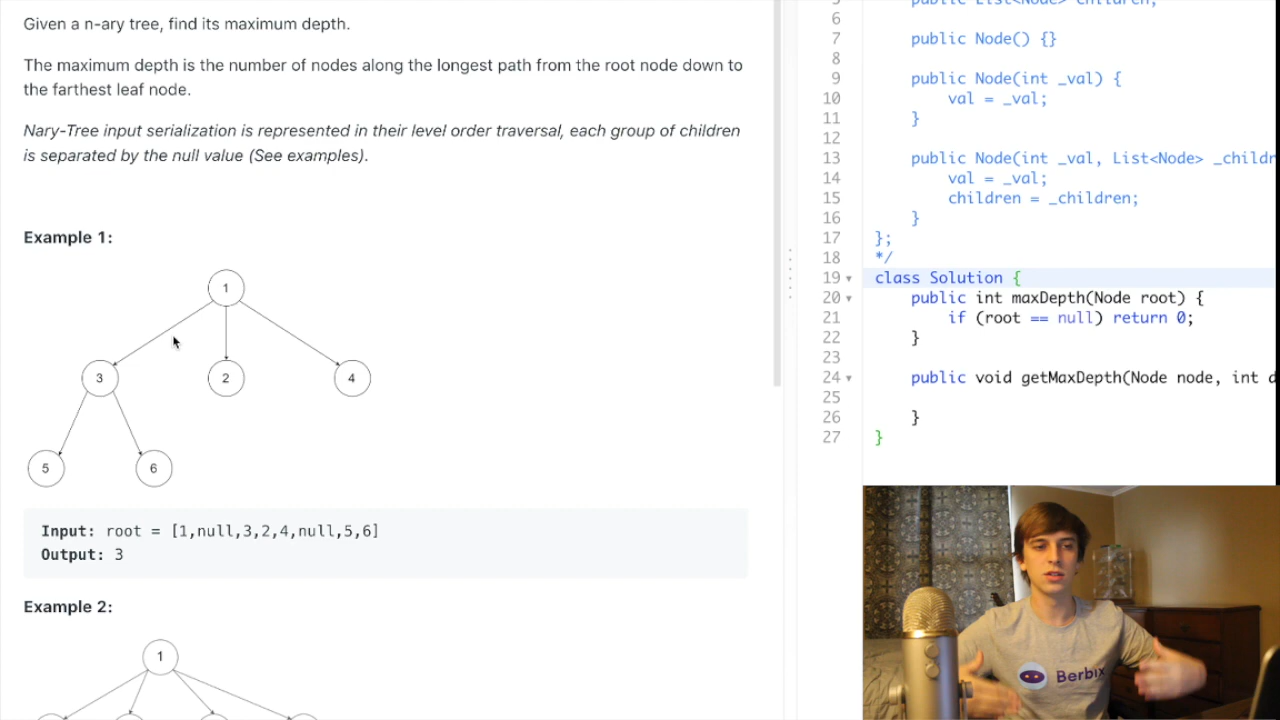 Given a n-ary tree, find its maximum depth.
The maximum depth is the number of nodes along the longest path from the root node down to
the farthest leaf node.
Nary-Tree input serialization is represented in their level order traversal, each group of children
is separated by the null value (See examples).
Example 1:
1
3
2
4
5
6
Input: root = [1,null,3,2,4,null,5,6]
Output: 3
Example 2:
1
5 public List<Node> children;
6
7 public Node() {}
8
9 public Node(int _val) {
10 val = _val;
11 }
12
13 public Node(int _val, List<Node> _childr
14 val = _val;
15 children = _children;
16 }
17 };
18 */
19 class Solution {
20 public int maxDepth(Node root) {
21 if (root == null) return 0;
22 }
23
24 public void getMaxDepth(Node node, int d
25
26 }
27 }
Berbix